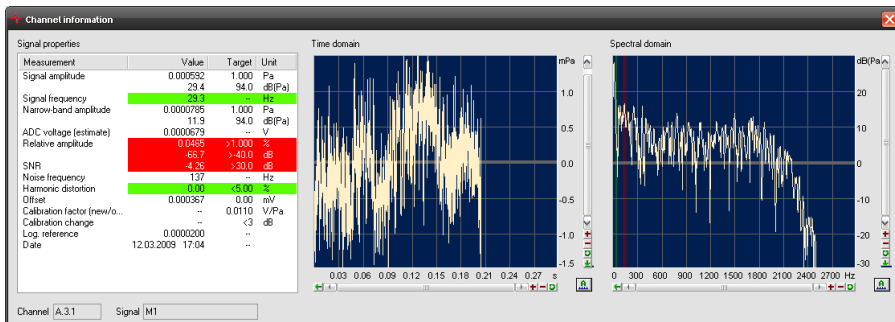 Channel information
Signal properties
Measurement Value Target Unit
Signal amplitude 0.000592 1.000 Pa
29.4 94.0 dB(Pa)
Signal frequency 29.3 -- Hz
Narrow-band amplitude 0.0000785 1.000 Pa
11.9 94.0 dB(Pa)
ADC voltage (estimate) 0.0000679 -- V
Relative amplitude 0.0465 >1.000 %
-66.7 >-40.0 dB
SNR -4.26 >30.0 dB
Noise frequency 137 -- Hz
Harmonic distortion 0.00 <5.00 %
Offset 0.000367 0.00 mV
Calibration factor (new/o... -- 0.0110 V/Pa
Calibration change -- <3 dB
Log. reference 0.0000200 --
Date 12.03.2009 17:04 --
Time domain
mPa
1.0
0.5
0.0
-0.5
-1.0
-1.5
0.03 0.06 0.09 0.12 0.15 0.18 0.21 0.24 0.27 s
Spectral domain
dB(Pa
20
10
0
-10
-20
-30
0 300 600 900 1200 1500 1800 2100 2400 2700 Hz
Channel A.3.1 Signal M1